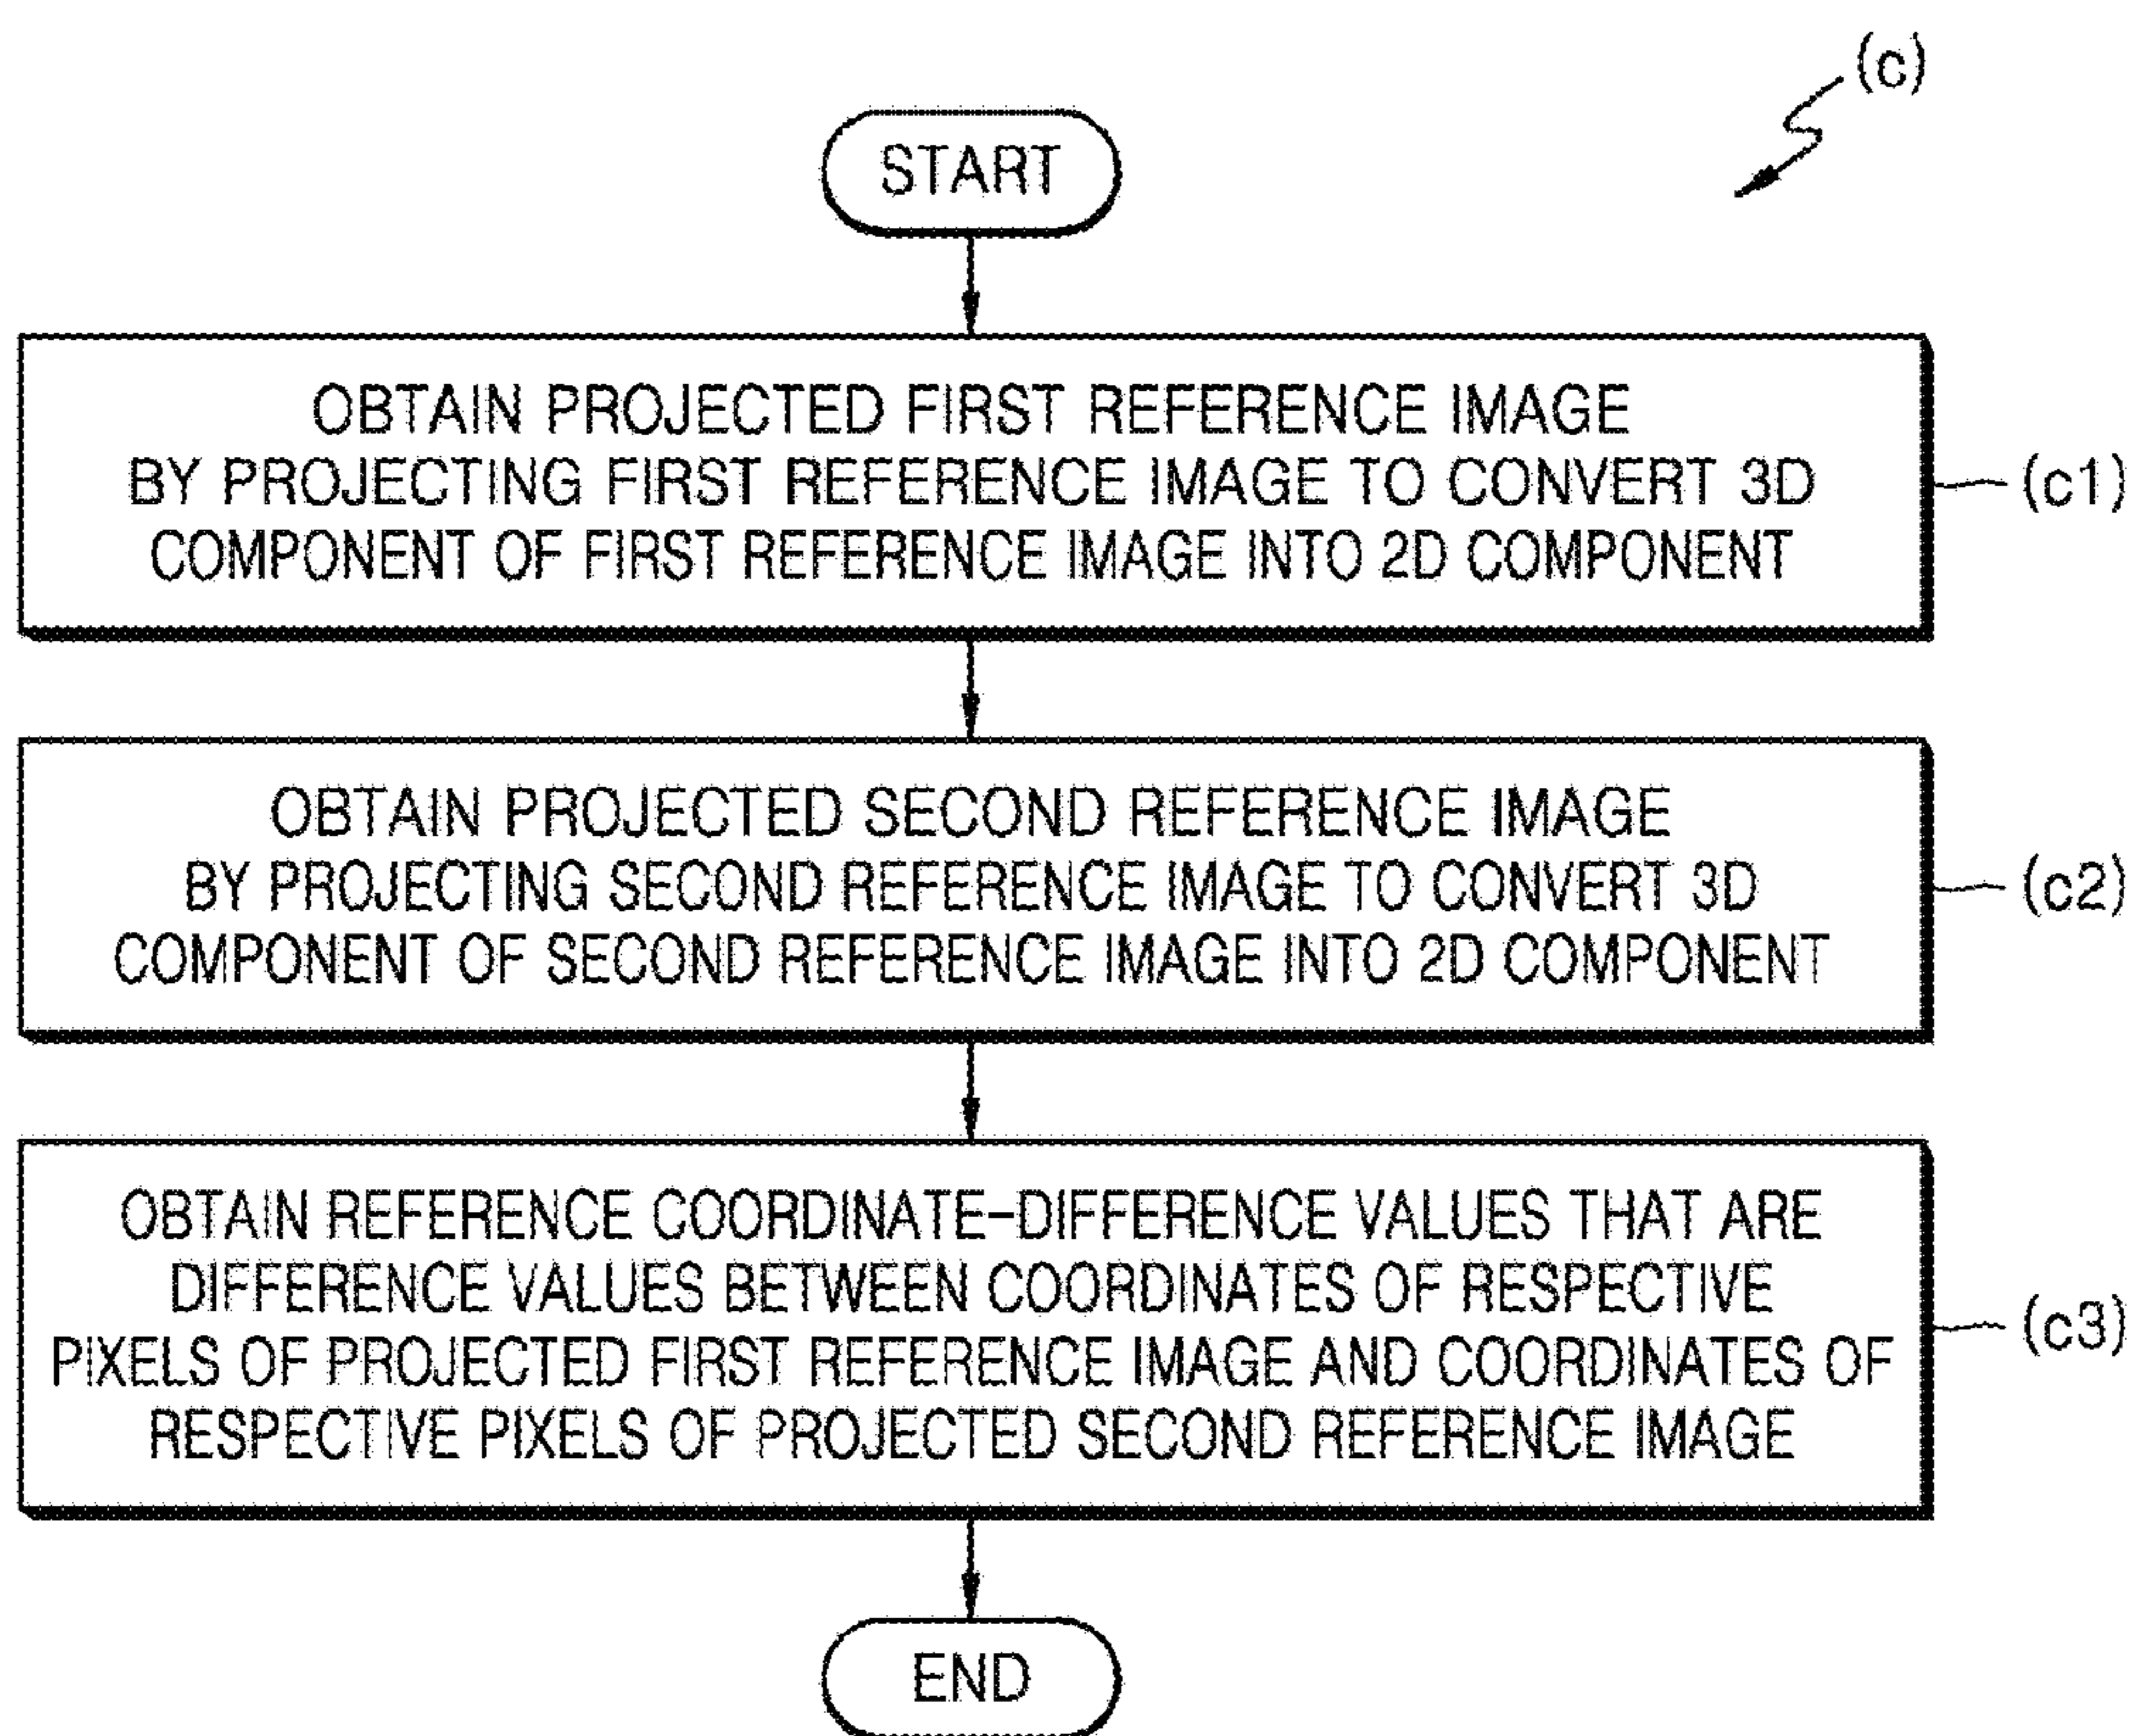 (c)
START
OBTAIN PROJECTED FIRST REFERENCE IMAGE
BY PROJECTING FIRST REFERENCE IMAGE TO CONVERT 3D
COMPONENT OF FIRST REFERENCE IMAGE INTO 2D COMPONENT
(c1)
OBTAIN PROJECTED SECOND REFERENCE IMAGE
BY PROJECTING SECOND REFERENCE IMAGE TO CONVERT 3D
COMPONENT OF SECOND REFERENCE IMAGE INTO 2D COMPONENT
(c2)
OBTAIN REFERENCE COORDINATE-DIFFERENCE VALUES THAT ARE
DIFFERENCE VALUES BETWEEN COORDINATES OF RESPECTIVE
PIXELS OF PROJECTED FIRST REFERENCE IMAGE AND COORDINATES OF
RESPECTIVE PIXELS OF PROJECTED SECOND REFERENCE IMAGE
(c3)
END